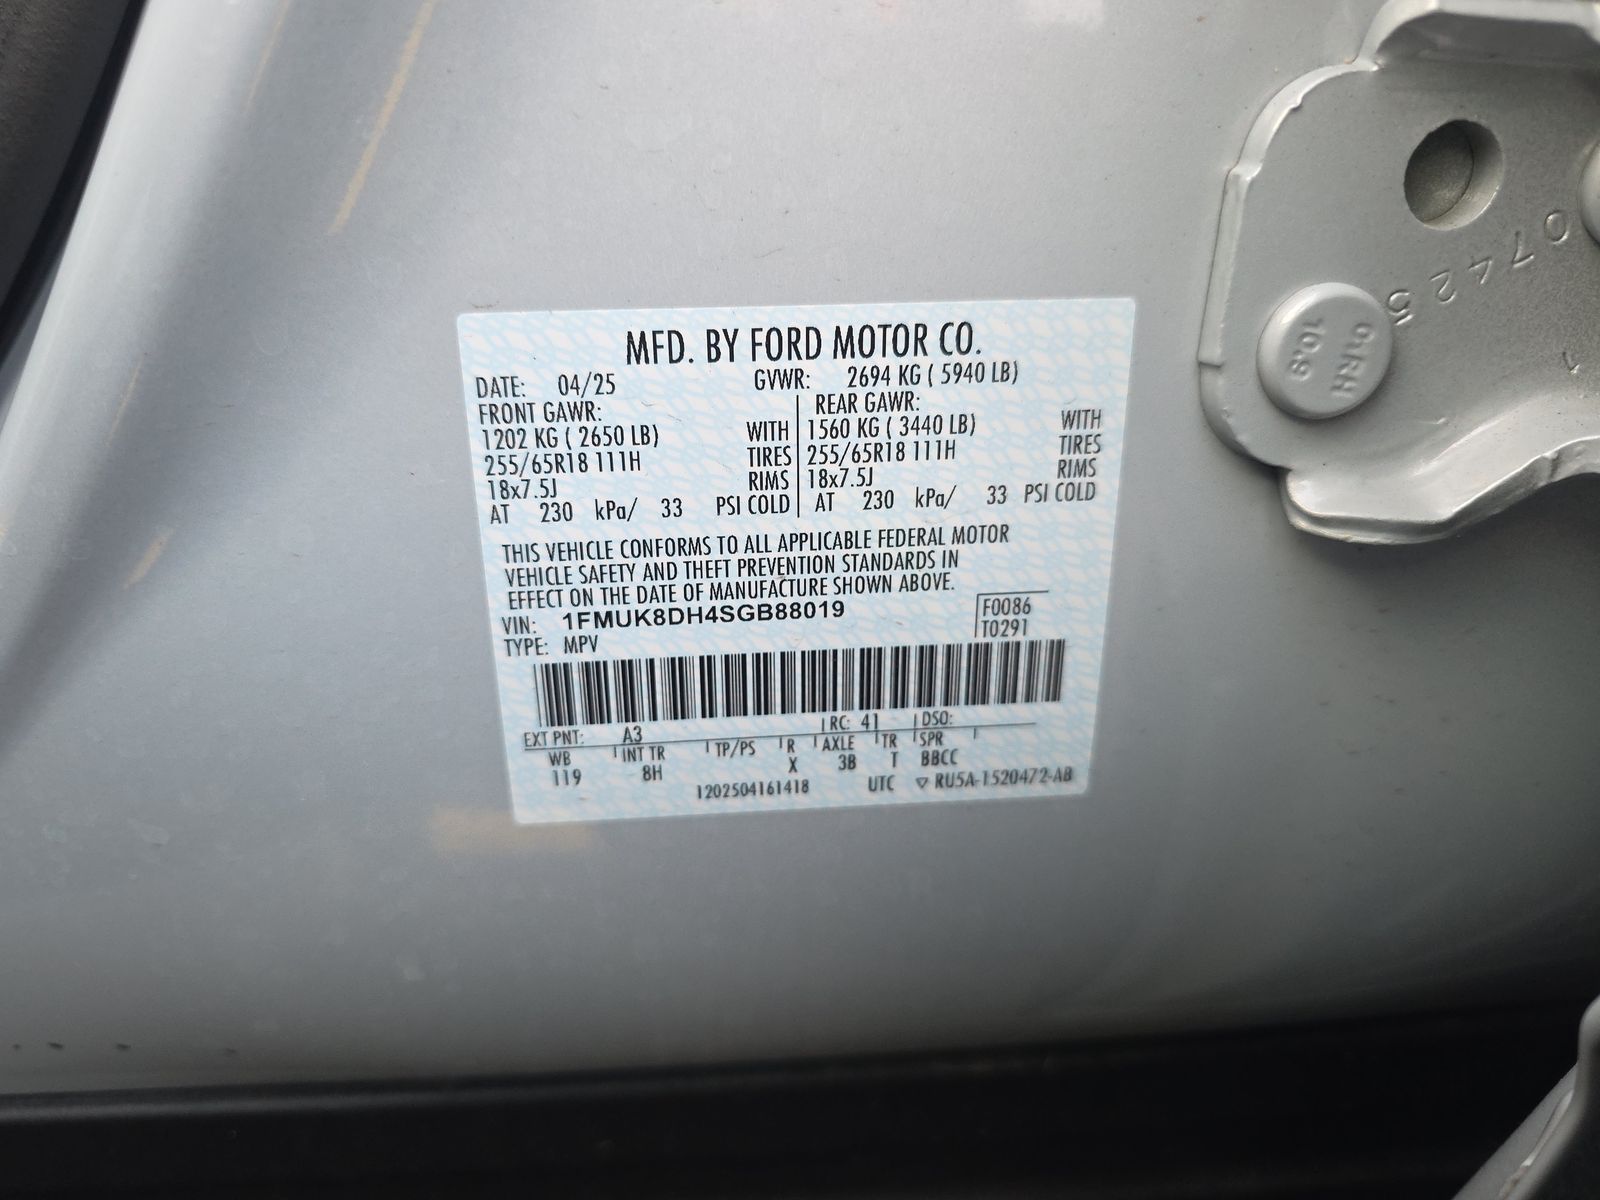 MFD. BY FORD MOTOR CO.
DATE: 04/25 GVWR: 2694 KG ( 5940 LB)
FRONT GAWR: REAR GAWR:
1202 KG ( 2650 LB) WITH 1560 KG ( 3440 LB) WITH
255/65R18 111H TIRES 255/65R18 111H TIRES
18x7.5J RIMS 18x7.5J RIMS
AT 230 kPa/ 33 PSI COLD AT 230 kPa/ 33 PSI COLD
THIS VEHICLE CONFORMS TO ALL APPLICABLE FEDERAL MOTOR
VEHICLE SAFETY AND THEFT PREVENTION STANDARDS IN
EFFECT ON THE DATE OF MANUFACTURE SHOWN ABOVE.
VIN: 1FMUK8DH4SGB88019 F0086
TYPE: MPV T0291
EXT PNT: A3 RC: 41 DSO:
WB INT TR TP/PS R AXLE TR SPR
119 8H X 3B T BBCC
1202504161418 UTC ▽ RU5A-1520472-AB
07425
10.9